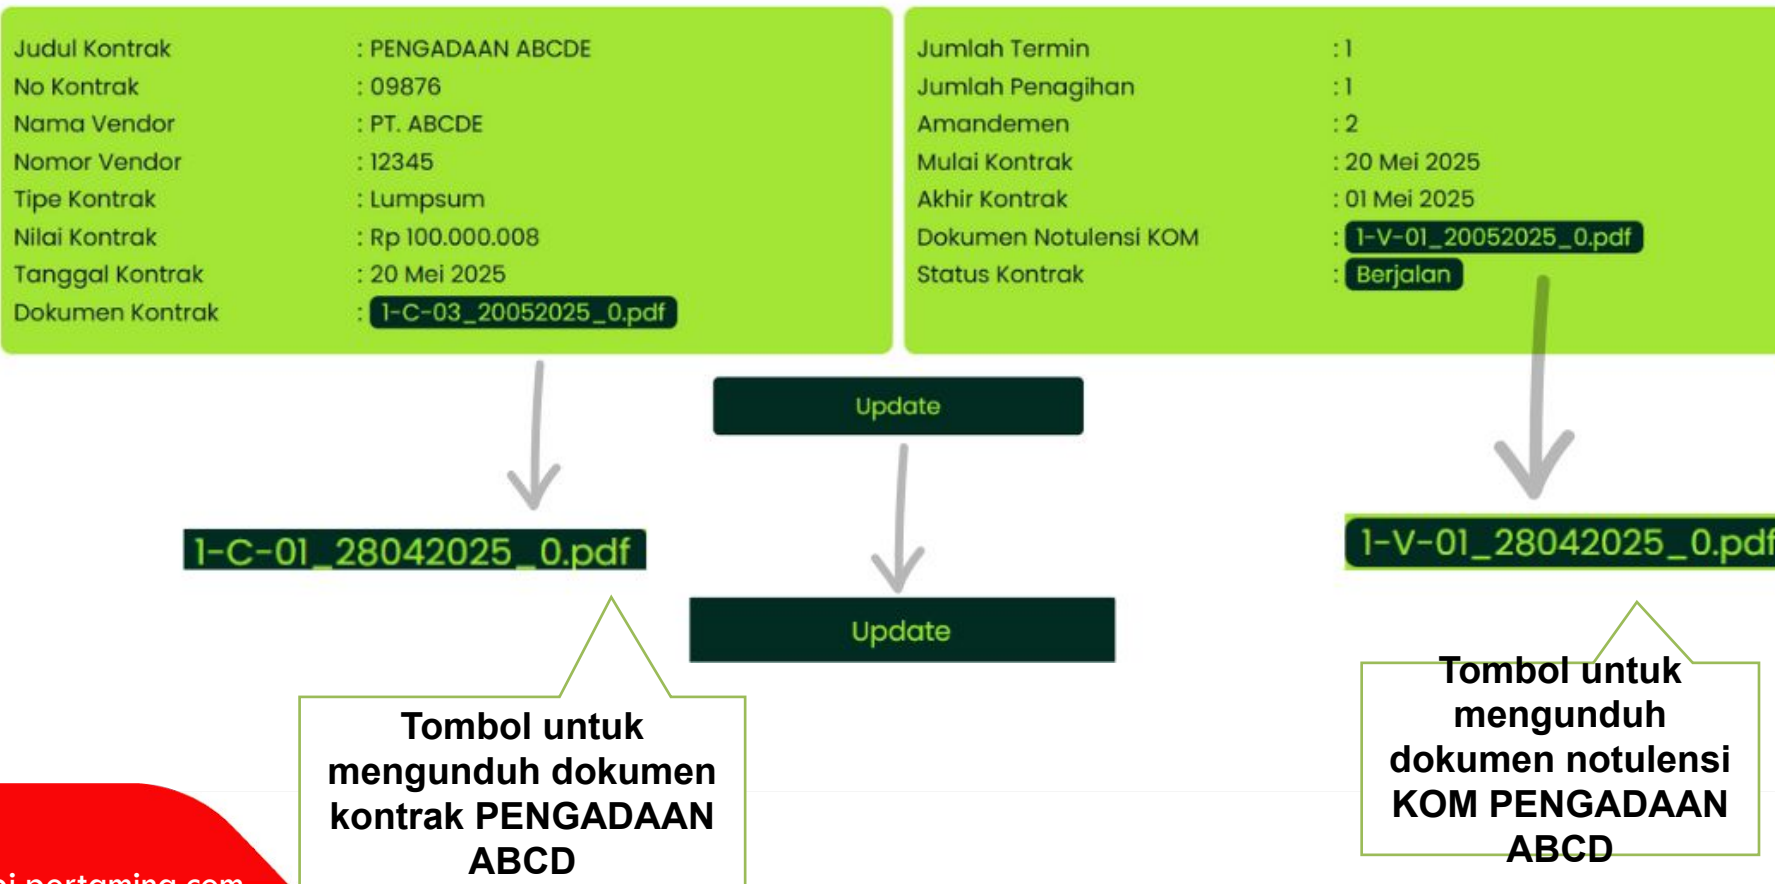 Judul Kontrak : PENGADAAN ABCDE
No Kontrak : 09876
Nama Vendor : PT. ABCDE
Nomor Vendor : 12345
Tipe Kontrak : Lumpsum
Nilai Kontrak : Rp 100.000.008
Tanggal Kontrak : 20 Mei 2025
Dokumen Kontrak : 1-C-03_20052025_0.pdf
Jumlah Termin : 1
Jumlah Penagihan : 1
Amandemen : 2
Mulai Kontrak : 20 Mei 2025
Akhir Kontrak : 01 Mei 2025
Dokumen Notulensi KOM : 1-V-01_20052025_0.pdf
Status Kontrak : Berjalan
Update
1-C-01_28042025_0.pdf
Update
1-V-01_28042025_0.pdf
Tombol untuk
mengunduh dokumen
kontrak PENGADAAN
ABCD
Tombol untuk
mengunduh
dokumen notulensi
KOM PENGADAAN
ABCD